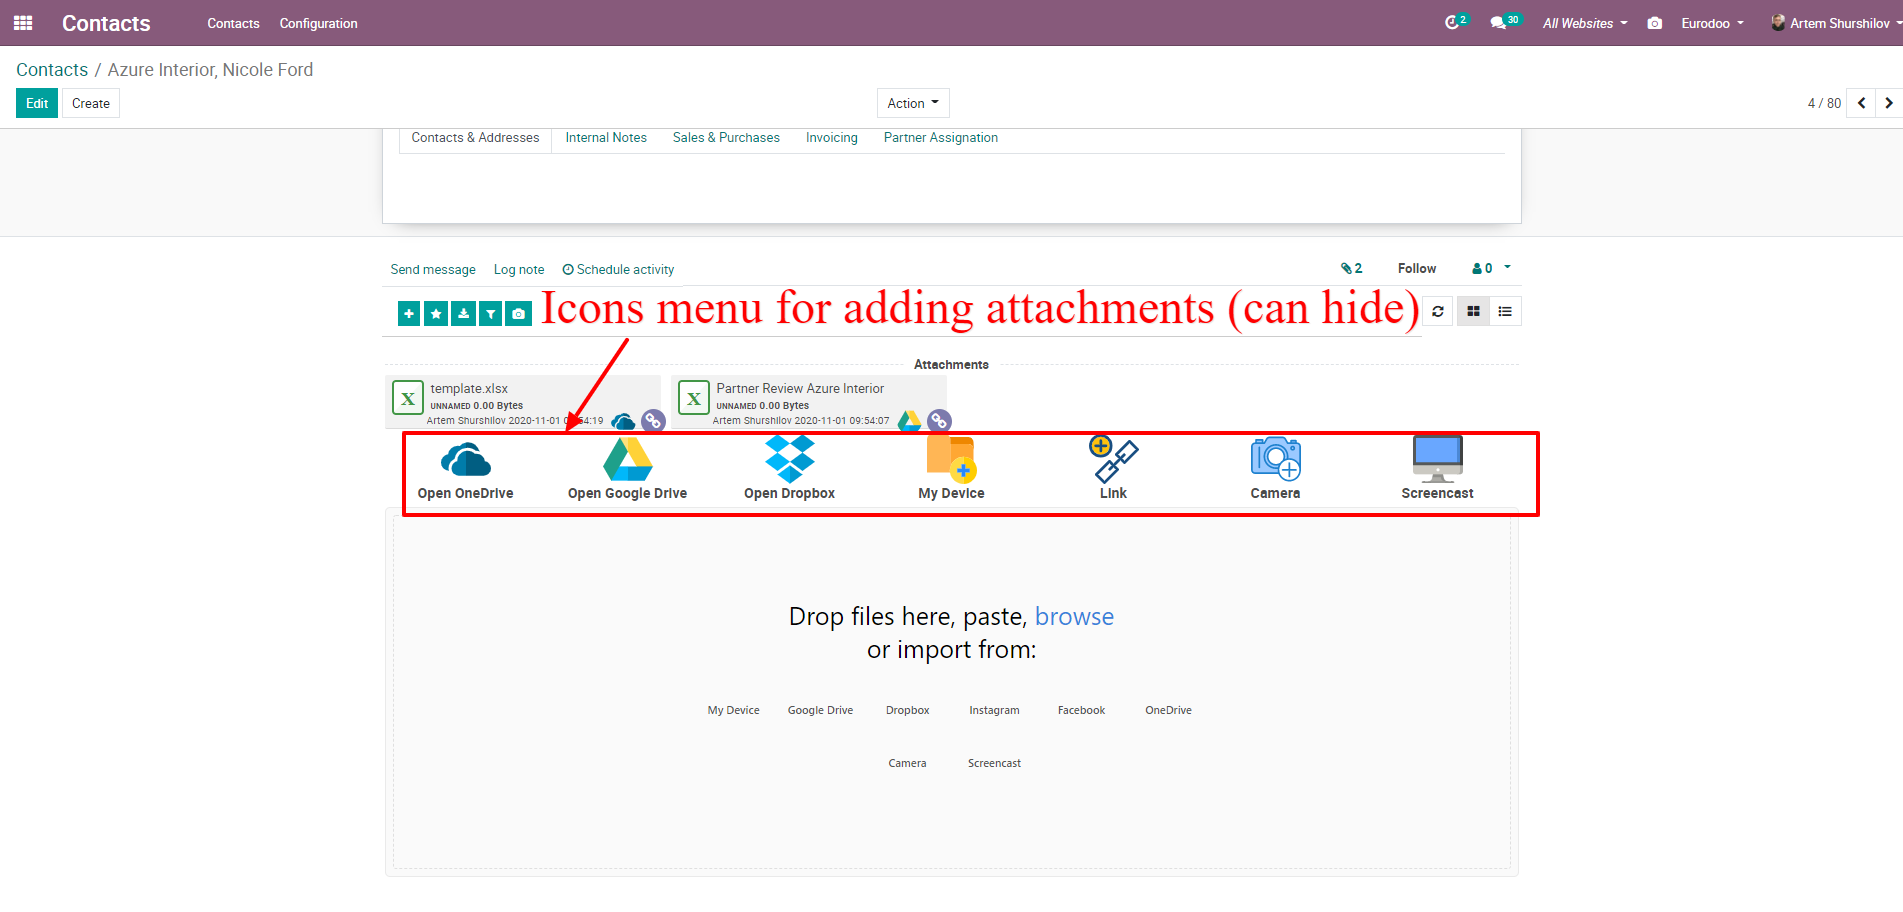 Contacts Contacts Configuration 2 30 All Websites Eurodoo Artem Shurshilov
Contacts / Azure Interior, Nicole Ford
Edit Create Action 4 / 80
Contacts & Addresses Internal Notes Sales & Purchases Invoicing Partner Assignation
Send message Log note Schedule activity 2 Follow 0
Icons menu for adding attachments (can hide)
Attachments
template.xlsx
UNNAMED 0.00 Bytes
Artem Shurshilov 2020-11-01 54:19
Partner Review Azure Interior
UNNAMED 0.00 Bytes
Artem Shurshilov 2020-11-01 09:54:07
Open OneDrive Open Google Drive Open Dropbox My Device Link Camera Screencast
Drop files here, paste, browse
or import from:
My Device Google Drive Dropbox Instagram Facebook OneDrive
Camera Screencast